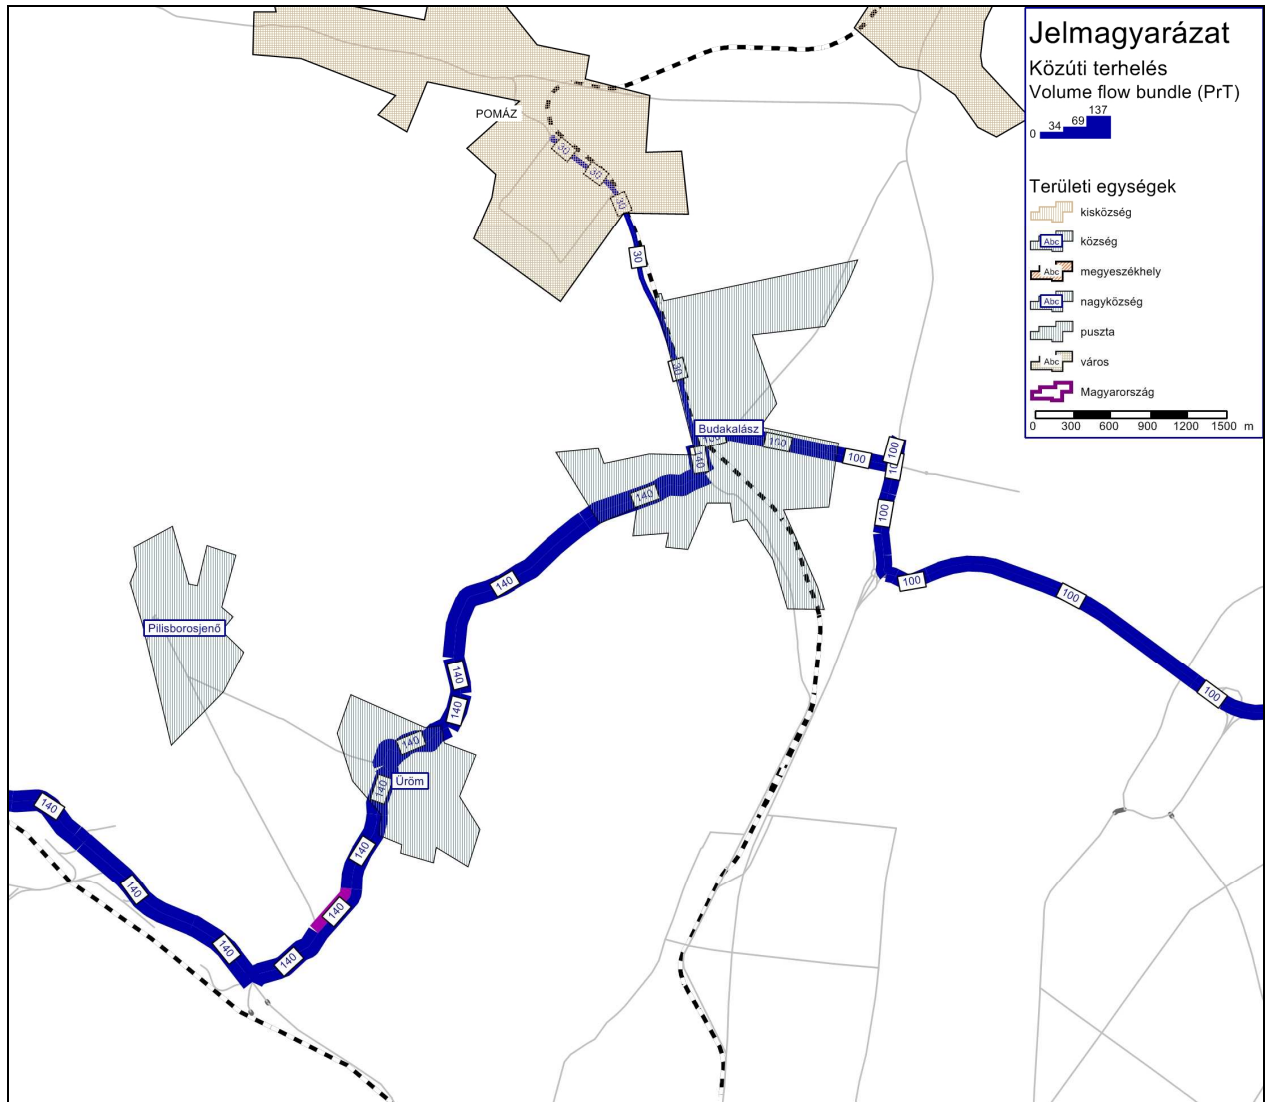 Jelmagyarázat
Közúti terhelés
Volume flow bundle (PrT)
0 34 69 137
Területi egységek
kisközség
Abc község
Abc megyeszékhely
Abc nagyközség
puszta
Abc város
Magyarország
0 300 600 900 1200 1500 m
POMÁZ
30
30
30
30
30
Budakalász
100
100
100
100
10
140
140
100
140
100
100
Pilisborosjenő
140
100
140
140
Üröm
140
140
140
140
140
140
140